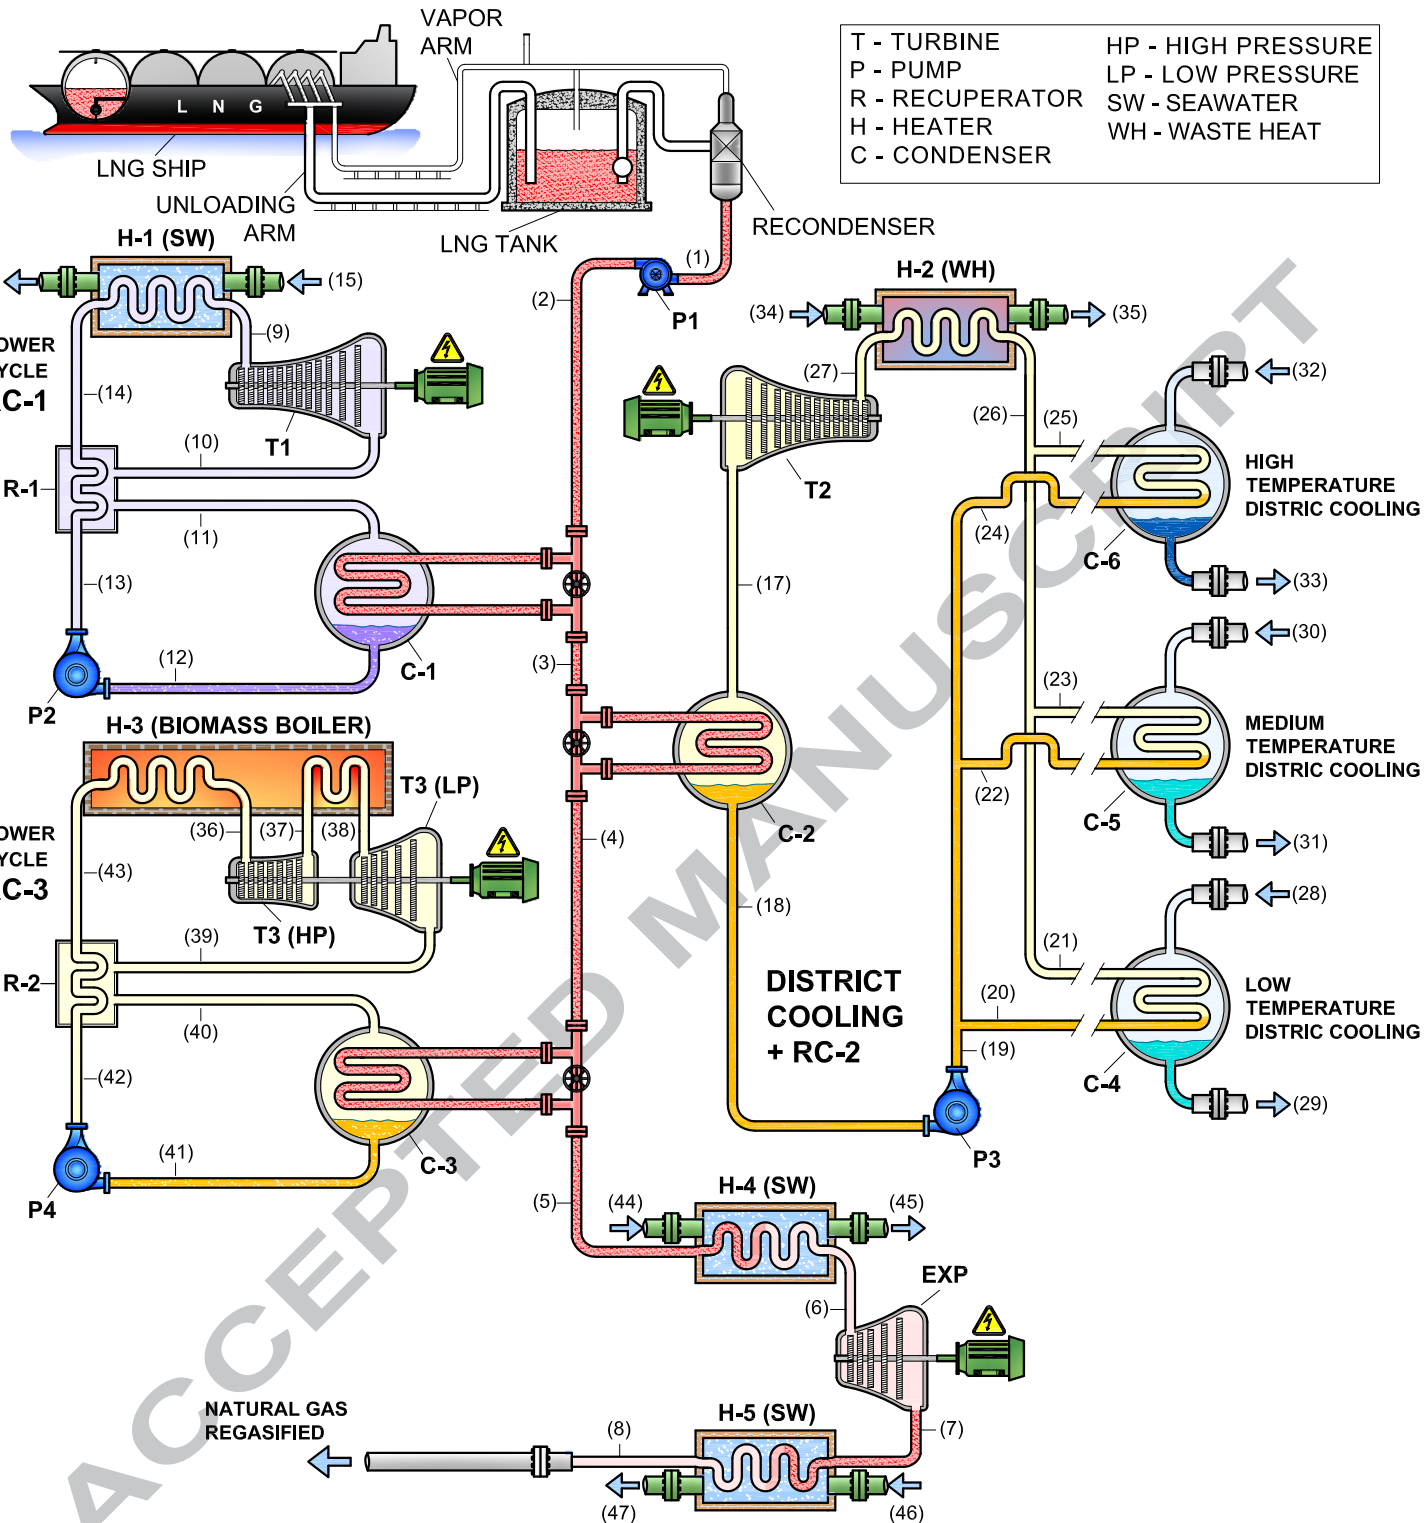 VAPOR
ARM
T - TURBINE
P - PUMP
R - RECUPERATOR
H - HEATER
C - CONDENSER
HP - HIGH PRESSURE
LP - LOW PRESSURE
SW - SEAWATER
WH - WASTE HEAT
L N G
LNG SHIP
UNLOADING
ARM
LNG TANK
RECONDENSER
H-1 (SW)
(15)
(1)
(2)
P1
H-2 (WH)
(34)
(35)
(9)
OWER
YCLE
C-1
(14)
T1
(10)
R-1
(11)
(13)
(12)
P2
C-1
(3)
(27)
T2
(26)
(25)
(32)
HIGH
TEMPERATURE
DISTRIC COOLING
(24)
C-6
(33)
(17)
(30)
(23)
MEDIUM
TEMPERATURE
DISTRIC COOLING
(22)
C-5
(31)
C-2
(4)
(18)
(28)
(21)
LOW
TEMPERATURE
DISTRIC COOLING
(20)
(19)
C-4
(29)
DISTRICT
COOLING
+ RC-2
P3
H-3 (BIOMASS BOILER)
T3 (LP)
(36)
(37)
(38)
OWER
YCLE
C-3
(43)
T3 (HP)
(39)
R-2
(40)
(42)
(41)
P4
C-3
(5)
H-4 (SW)
(44)
(45)
(6)
EXP
(7)
H-5 (SW)
(8)
(47)
(46)
NATURAL GAS
REGASIFIED
ACCEPTED MANUSCRIPT